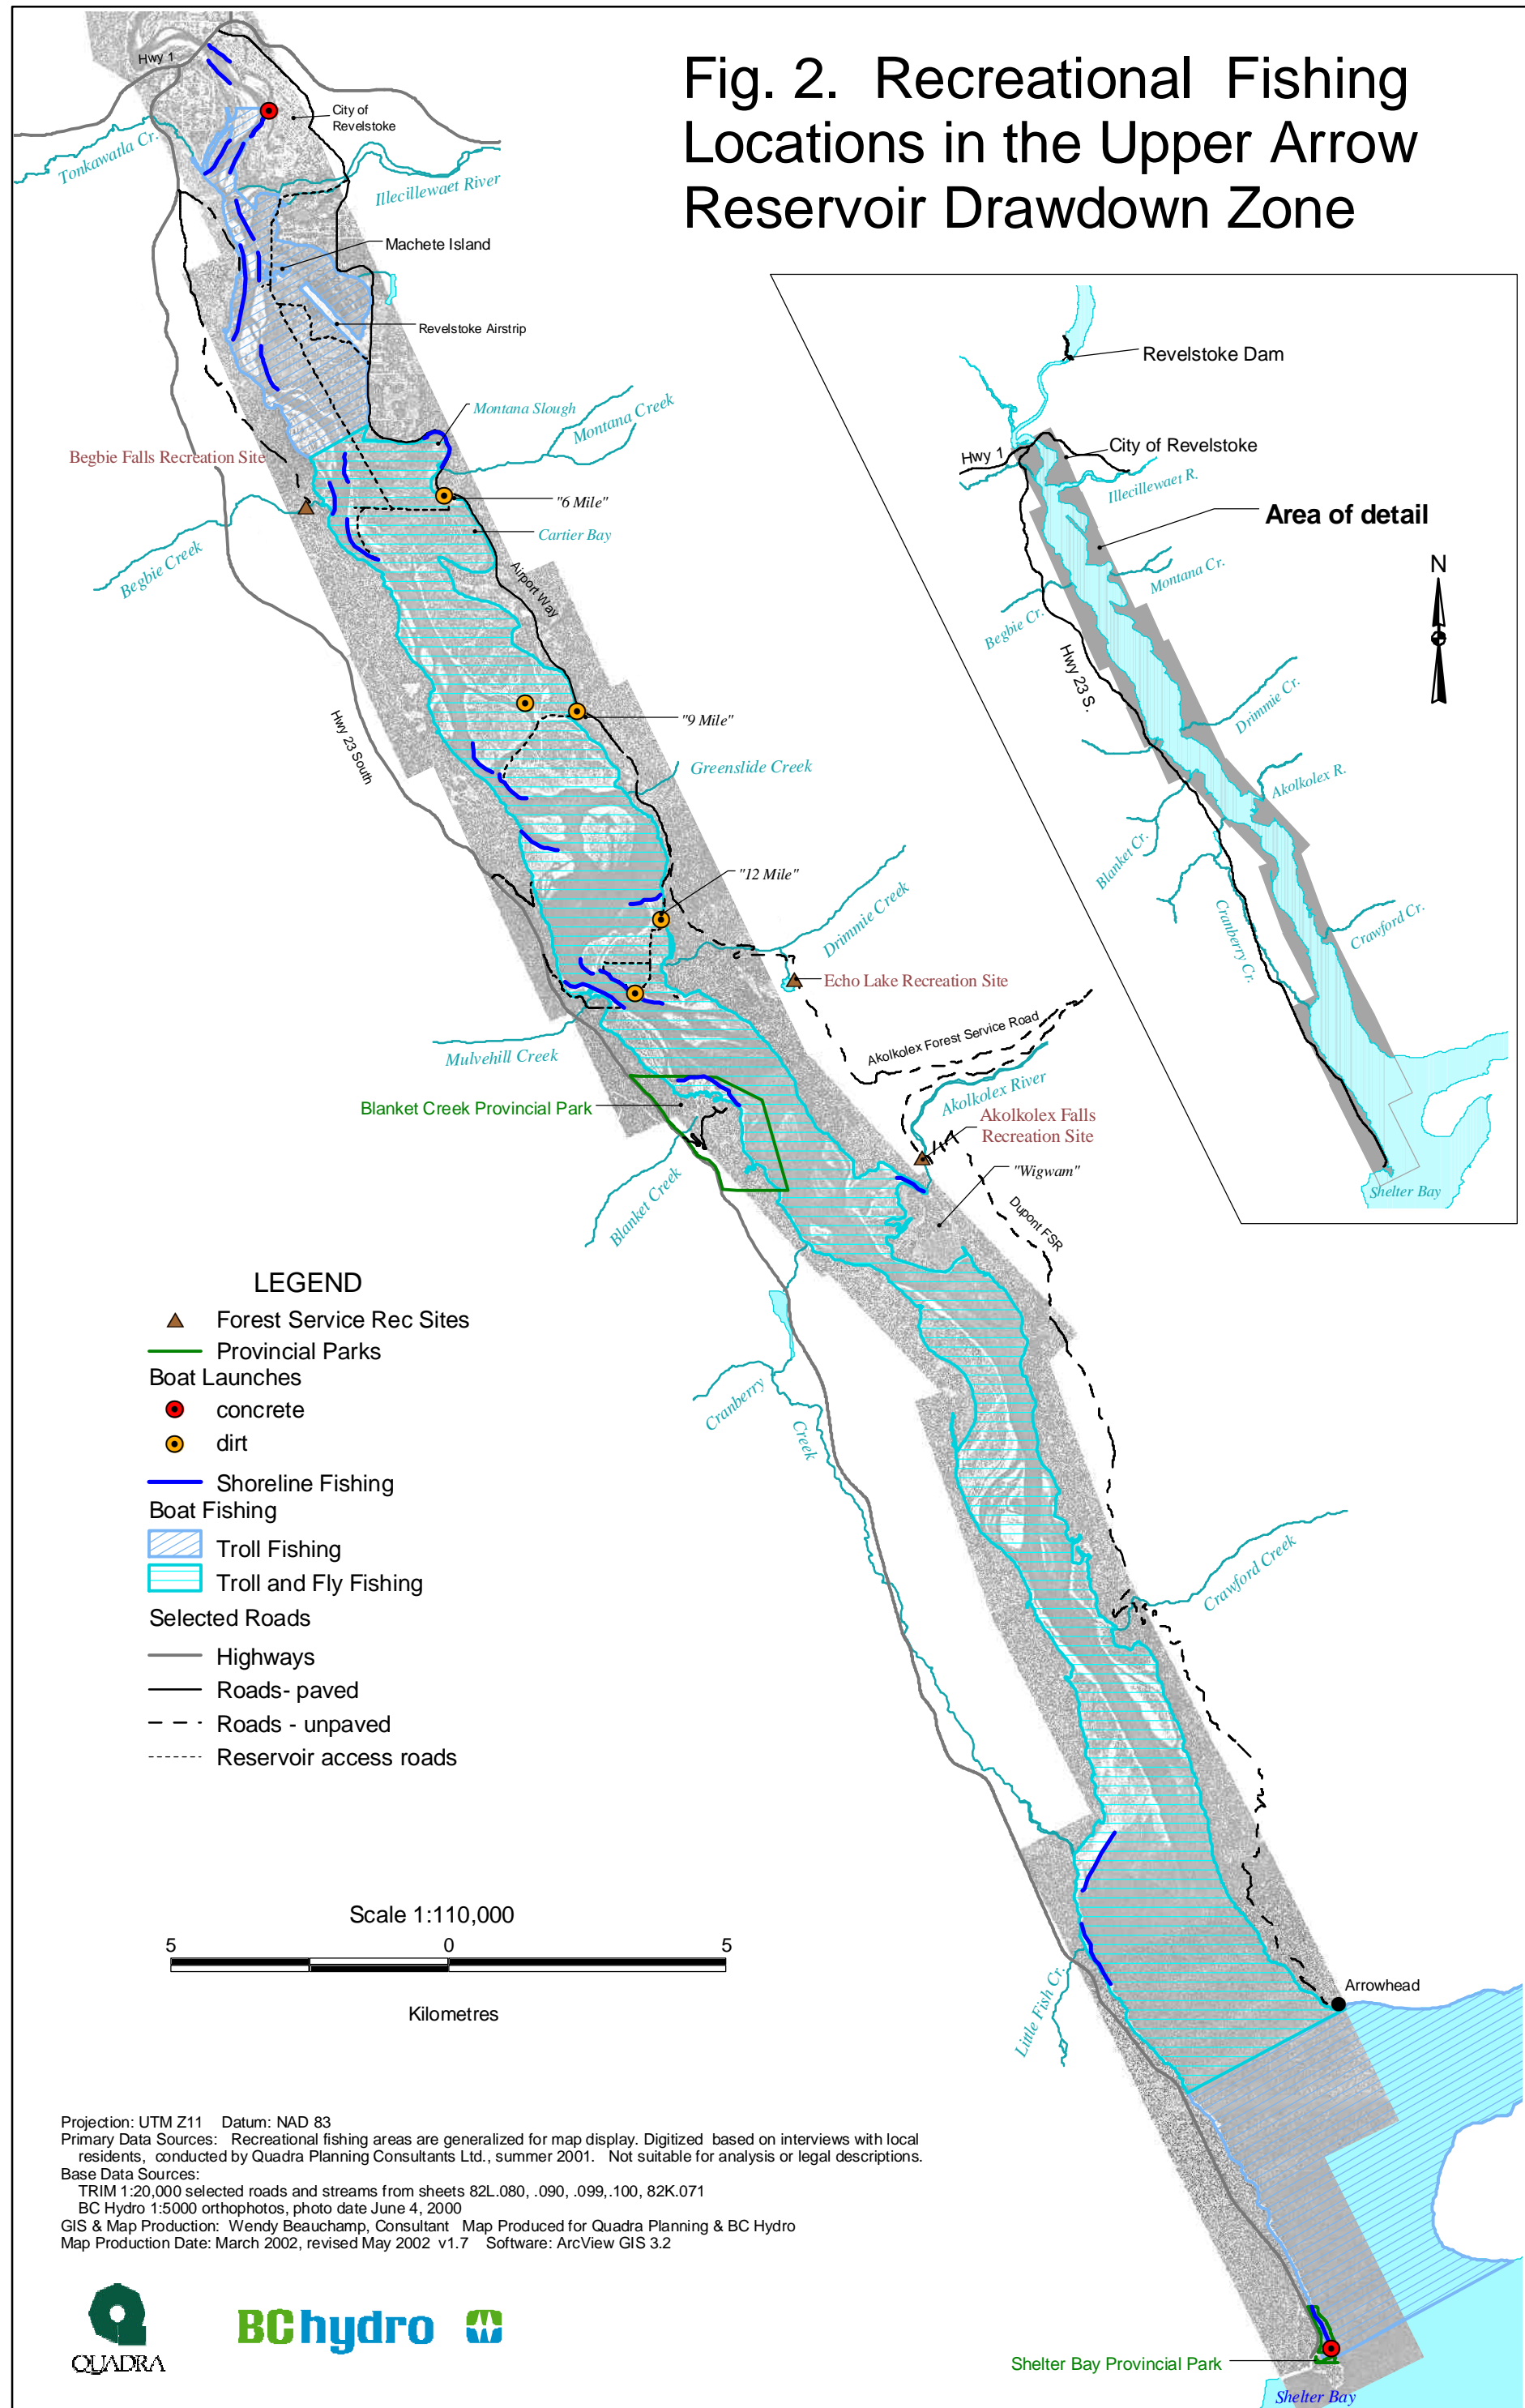 Fig. 2. Recreational Fishing
Locations in the Upper Arrow
Reservoir Drawdown Zone
Hwy 1
City of
Revelstoke
Tonkawatla Cr.
Illecillewaet River
Machete Island
Revelstoke Airstrip
Montana Slough
Montana Creek
Begbie Falls Recreation Site
"6 Mile"
Cartier Bay
Begbie Creek
Airport Way
Hwy 23 South
"9 Mile"
Greenslide Creek
"12 Mile"
Drimmie Creek
Echo Lake Recreation Site
Akolkolex Forest Service Road
Mulvehill Creek
Akolkolex River
Blanket Creek Provincial Park
Akolkolex Falls
Recreation Site
"Wigwam"
Blanket Creek
Dupont FSR
Cranberry
Creek
Crawford Creek
Little Fish Cr.
Arrowhead
Shelter Bay Provincial Park
Shelter Bay
Revelstoke Dam
City of Revelstoke
Hwy 1
Illecillewaet R.
Area of detail
N
Montana Cr.
Begbie Cr.
Hwy 23 S.
Drimmie Cr.
Akolkolex R.
Blanket Cr.
Cranberry Cr.
Crawford Cr.
Shelter Bay
LEGEND
Forest Service Rec Sites
Provincial Parks
Boat Launches
concrete
dirt
Shoreline Fishing
Boat Fishing
Troll Fishing
Troll and Fly Fishing
Selected Roads
Highways
Roads- paved
Roads - unpaved
Reservoir access roads
Scale 1:110,000
5 0 5
Kilometres
Projection: UTM Z11 Datum: NAD 83
Primary Data Sources: Recreational fishing areas are generalized for map display. Digitized based on interviews with local
residents, conducted by Quadra Planning Consultants Ltd., summer 2001. Not suitable for analysis or legal descriptions.
Base Data Sources:
TRIM 1:20,000 selected roads and streams from sheets 82L.080, .090, .099,.100, 82K.071
BC Hydro 1:5000 orthophotos, photo date June 4, 2000
GIS & Map Production: Wendy Beauchamp, Consultant Map Produced for Quadra Planning & BC Hydro
Map Production Date: March 2002, revised May 2002 v1.7 Software: ArcView GIS 3.2
QUADRA
BC hydro